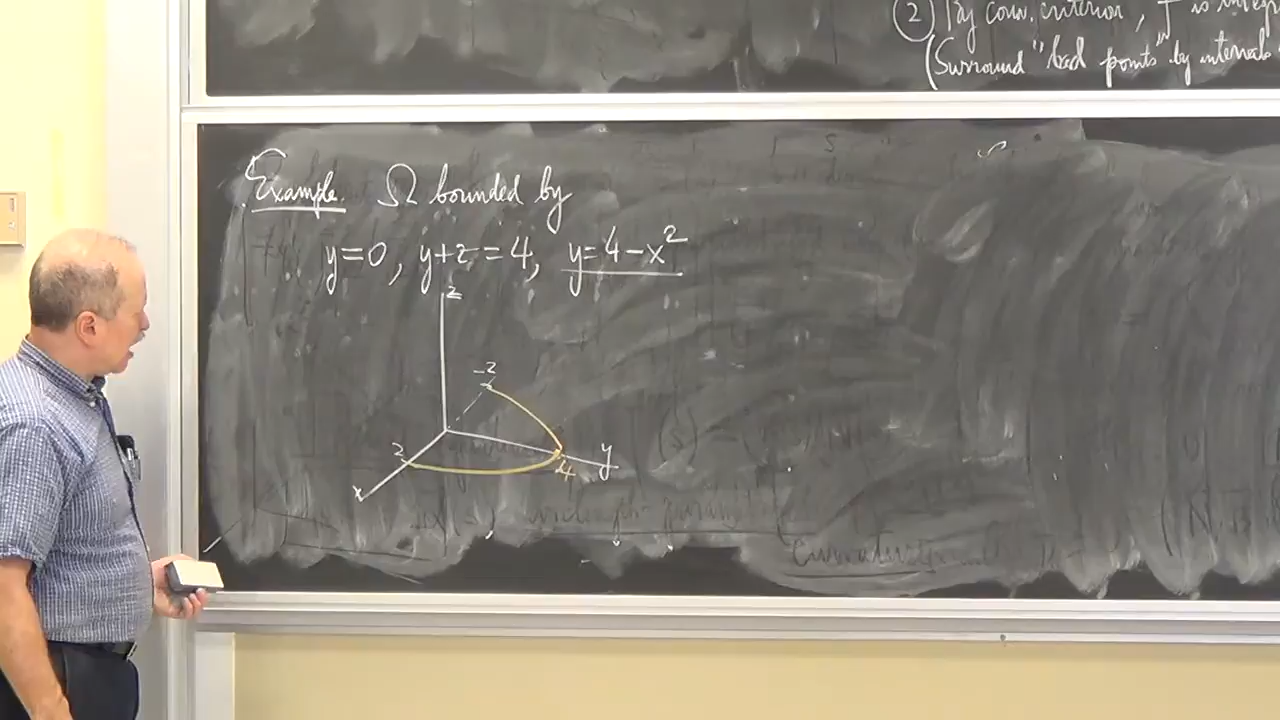 ② By conv. criterion, f is integr
(Surround "bad points" by intervals
Example. Ω bounded by
y=0, y+z=4, y=4-x²
z
-2
2
4
y
x
Curvature